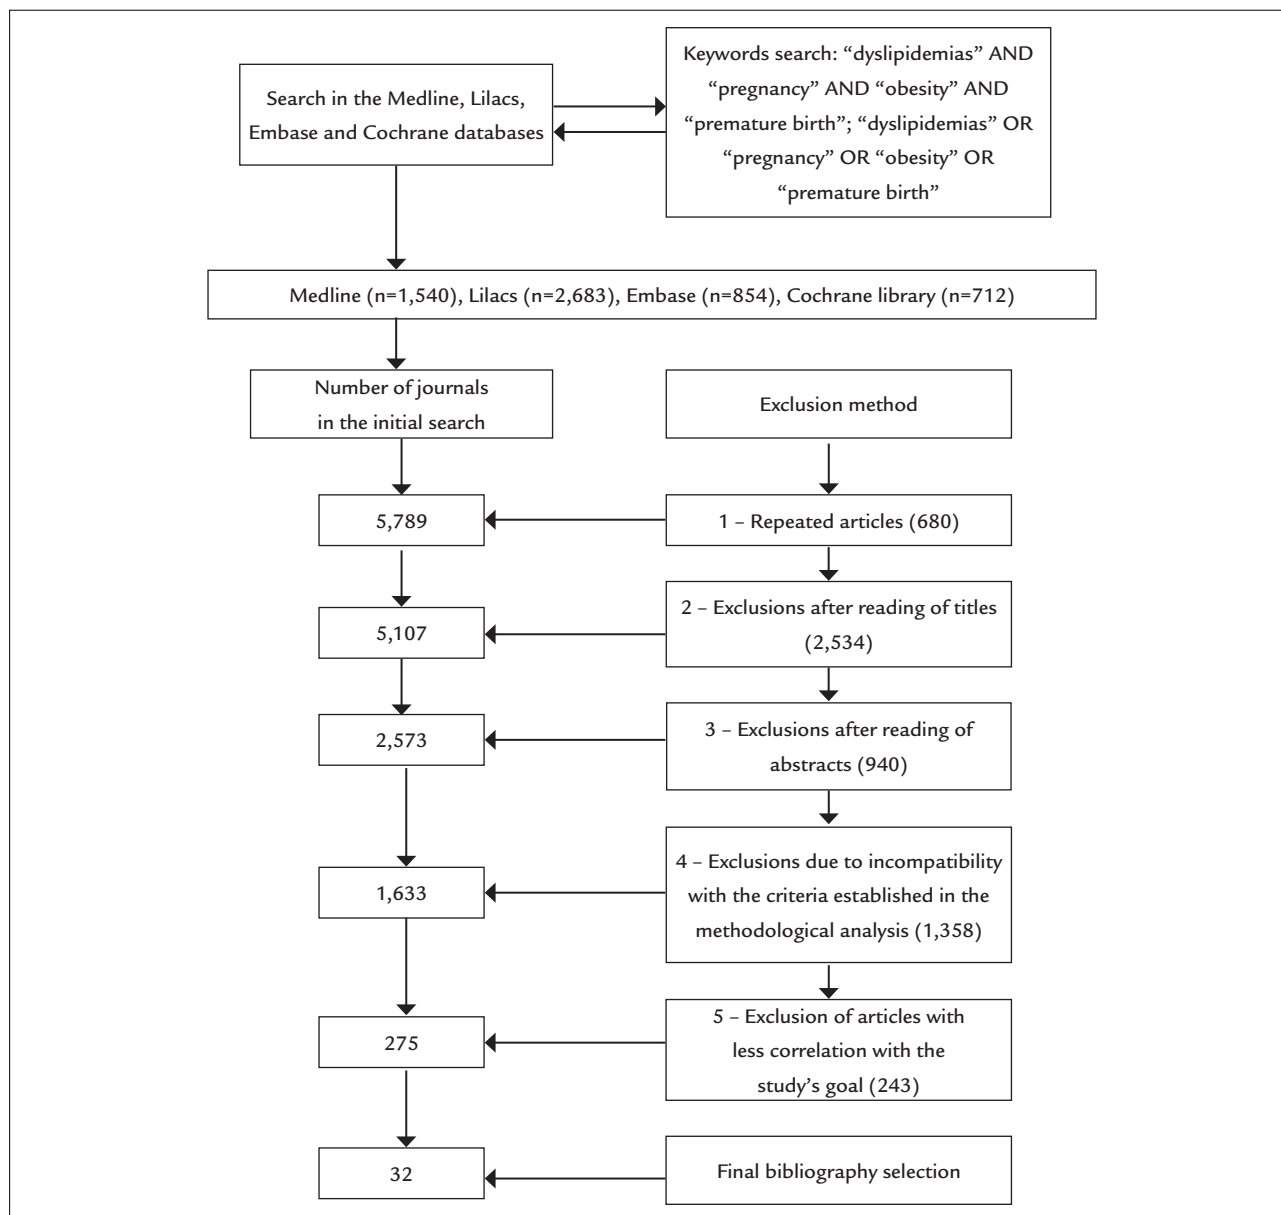 Search in the Medline, Lilacs,
Embase and Cochrane databases
Keywords search: “dyslipidemias” AND
“pregnancy” AND “obesity” AND
“premature birth”; “dyslipidemias” OR
“pregnancy” OR “obesity” OR
“premature birth”
Medline (n=1,540), Lilacs (n=2,683), Embase (n=854), Cochrane library (n=712)
Number of journals
in the initial search
Exclusion method
5,789
1 – Repeated articles (680)
5,107
2 – Exclusions after reading of titles
(2,534)
2,573
3 – Exclusions after reading of
abstracts (940)
1,633
4 – Exclusions due to incompatibility
with the criteria established in the
methodological analysis (1,358)
275
5 – Exclusion of articles with
less correlation with the
study’s goal (243)
32
Final bibliography selection